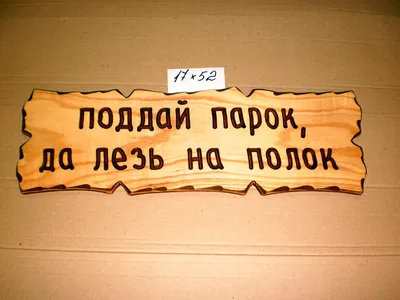 17×52
поддай парок,
да лезь на полок